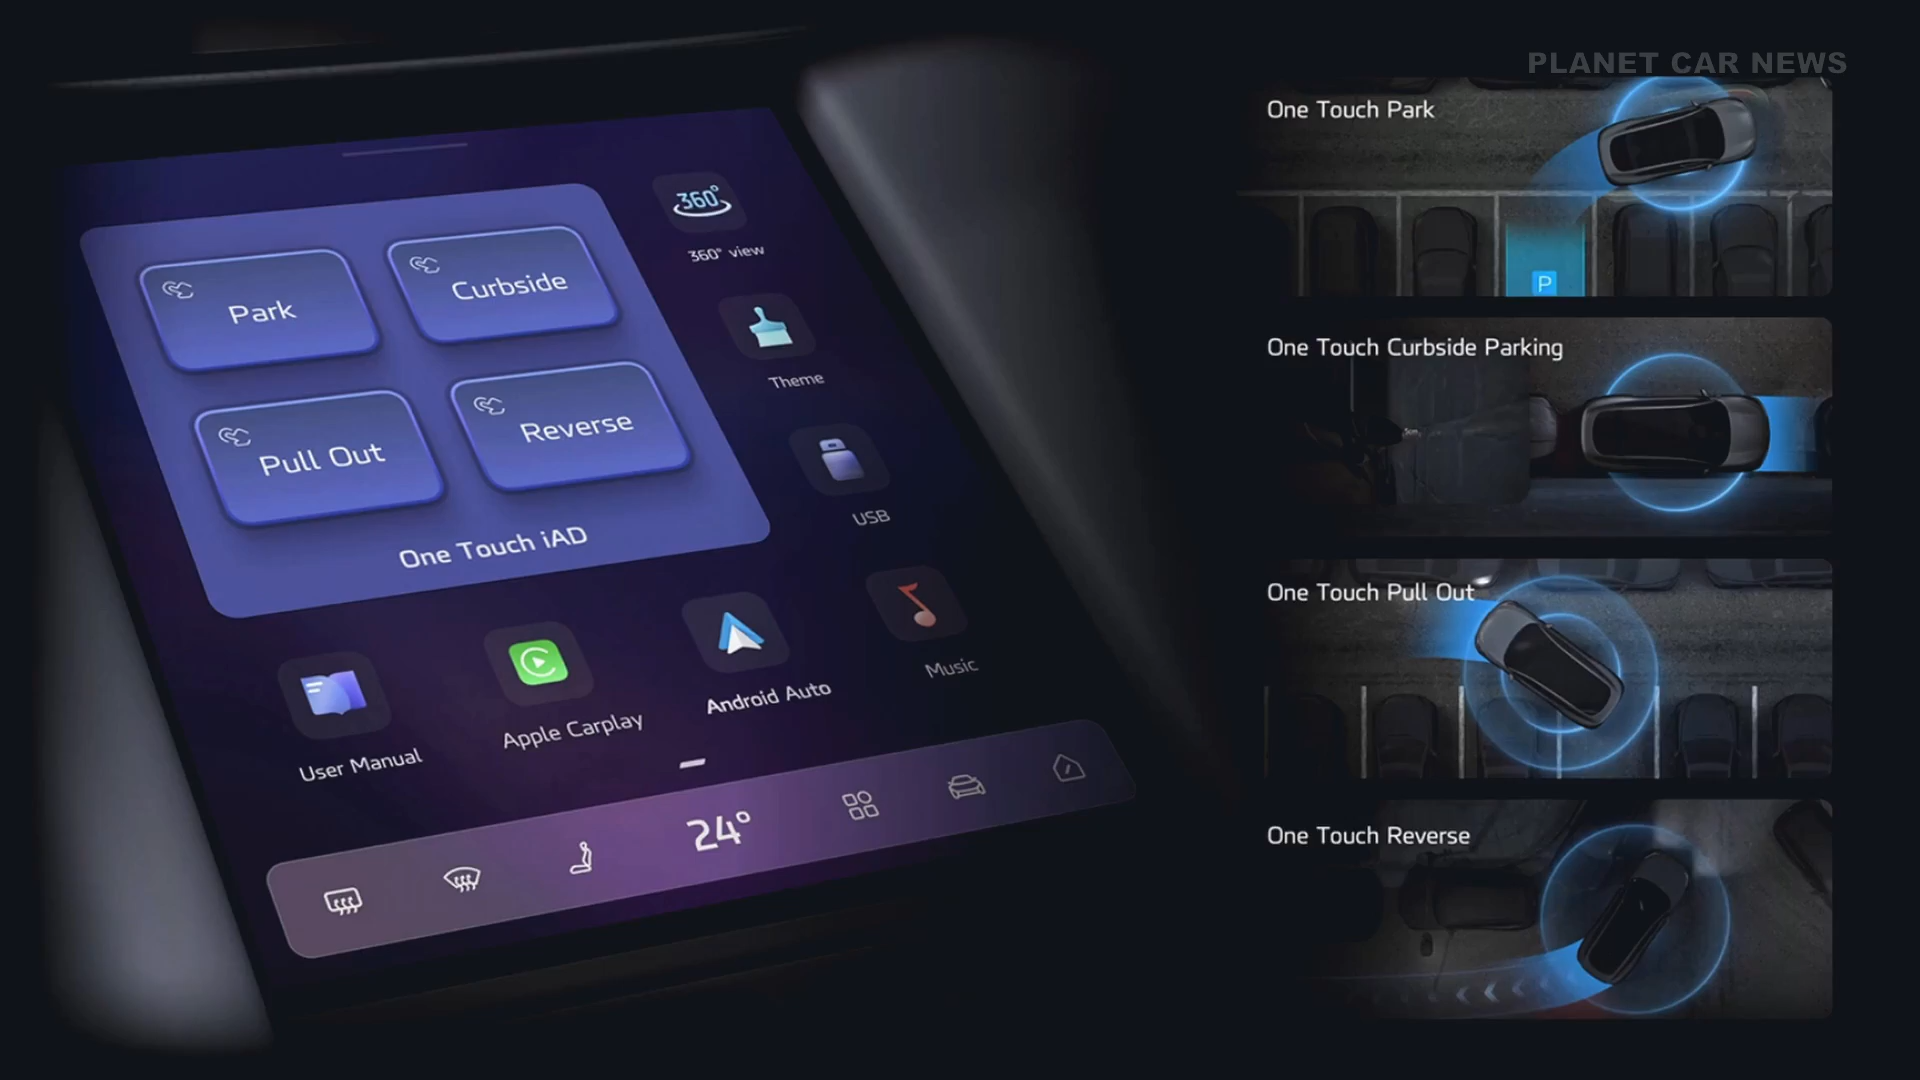 PLANET CAR NEWS
Park
Curbside
Pull Out
Reverse
One Touch iAD
360°
360° view
Theme
USB
Music
User Manual
Apple Carplay
Android Auto
24°
One Touch Park
P
One Touch Curbside Parking
One Touch Pull Out
One Touch Reverse